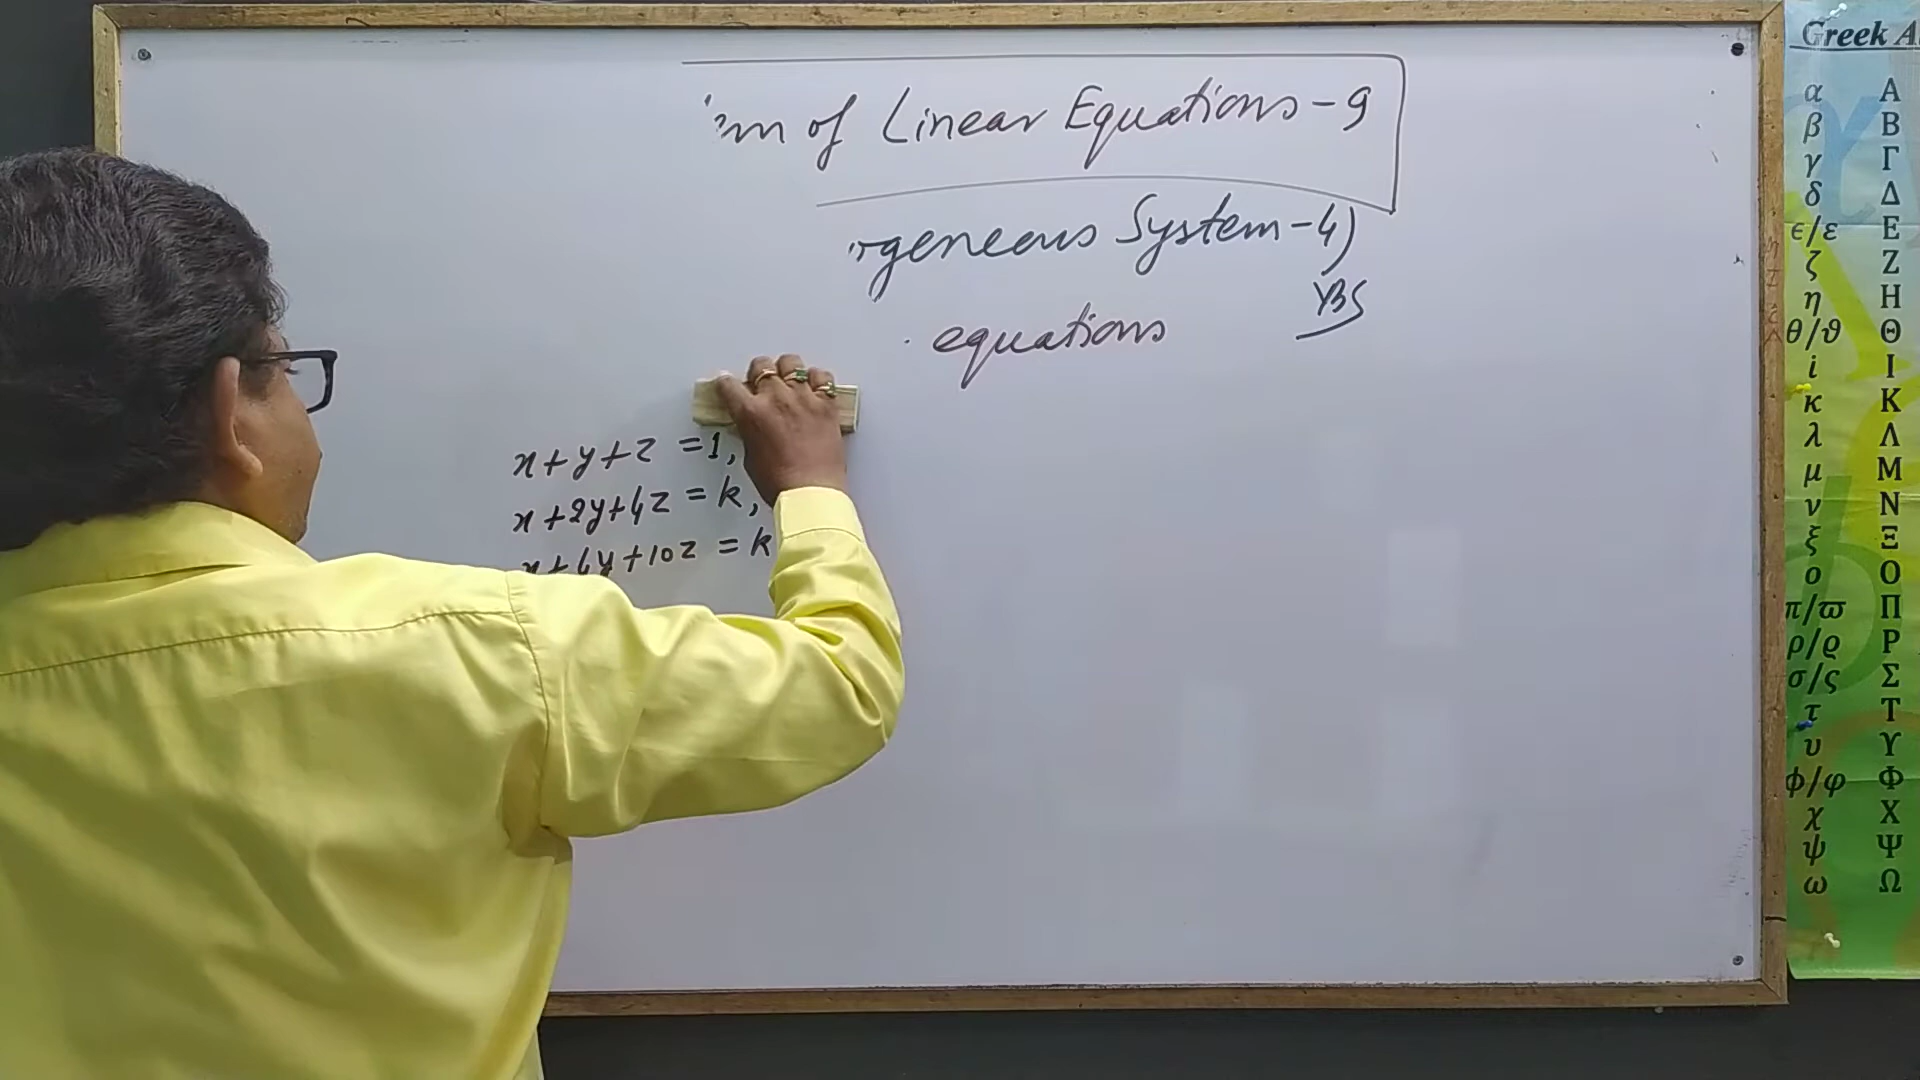 of Linear Equations-9
System-4)
YBS
equations
x+y+z =1,
x+2y+4z = k,
x+4y+10z = k
Greek
α Α
β Β
γ Γ
δ Δ
ϵ/ε Ε
ζ Ζ
η Η
θ/ϑ Θ
i Ι
κ Κ
λ Λ
μ Μ
ν Ν
ξ Ξ
ο Ο
π/ϖ Π
ρ/ϱ Ρ
σ/ς Σ
τ Τ
υ Υ
ϕ/φ Φ
χ Χ
ψ Ψ
ω Ω